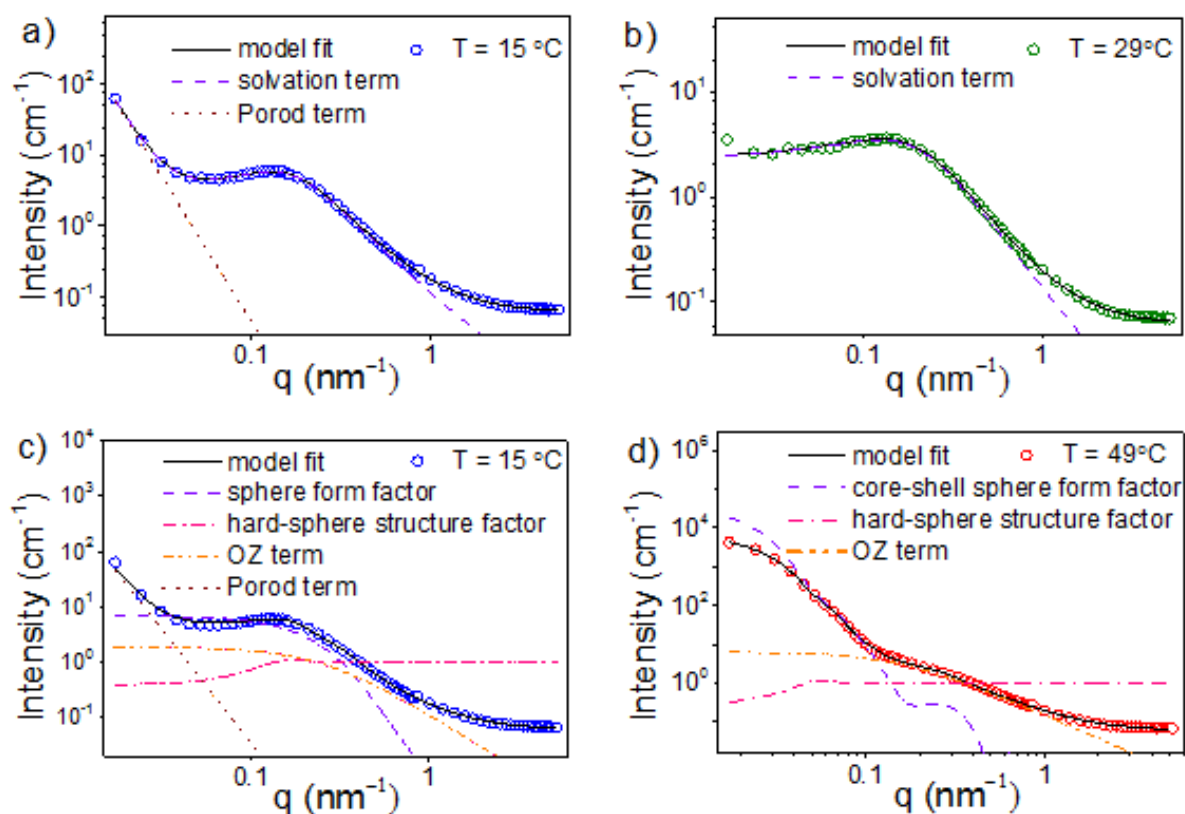 a)
model fit
T = 15 °C
solvation term
Porod term
10²
10¹
10⁰
10⁻¹
Intensity (cm⁻¹)
0.1
1
q (nm⁻¹)
b)
model fit
T = 29°C
solvation term
10¹
10⁰
10⁻¹
Intensity (cm⁻¹)
0.1
1
q (nm⁻¹)
c)
model fit
T = 15 °C
sphere form factor
hard-sphere structure factor
OZ term
Porod term
10⁴
10³
10²
10¹
10⁰
10⁻¹
Intensity (cm⁻¹)
0.1
1
q (nm⁻¹)
d)
model fit
T = 49°C
core-shell sphere form factor
hard-sphere structure factor
OZ term
10⁶
10⁴
10²
10⁰
Intensity (cm⁻¹)
0.1
1
q (nm⁻¹)